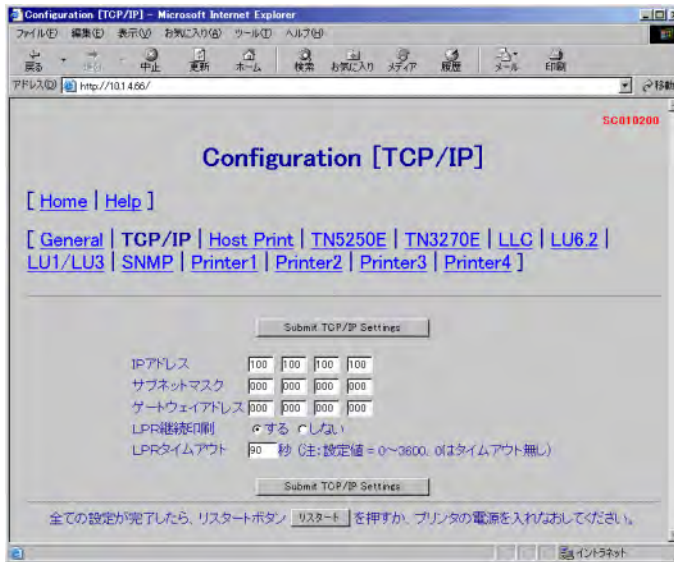 Configuration [TCP/IP] - Microsoft Internet Explorer
ファイル(F) 編集(E) 表示(V) お気に入り(A) ツール(T) ヘルプ(H)
戻る 中止 更新 ホーム 検索 お気に入り メディア 履歴 メール 印刷
アドレス(D) http://10.1.4.66/ 移動
SC010200
Configuration [TCP/IP]
[ Home | Help ]
[ General | TCP/IP | Host Print | TN5250E | TN3270E | LLC | LU6.2 |
LU1/LU3 | SNMP | Printer1 | Printer2 | Printer3 | Printer4 ]
Submit TCP/IP Settings
IPアドレス 100 100 100 100
サブネットマスク 000 000 000 000
ゲートウェイアドレス 000 000 000 000
LPR継続印刷 する しない
LPRタイムアウト 90 秒 (注:設定値 = 0～3600, 0はタイムアウト無し)
Submit TCP/IP Settings
全ての設定が完了したら、リスタートボタン リスタート を押すか、プリンタの電源を入れなおしてください。
イントラネット